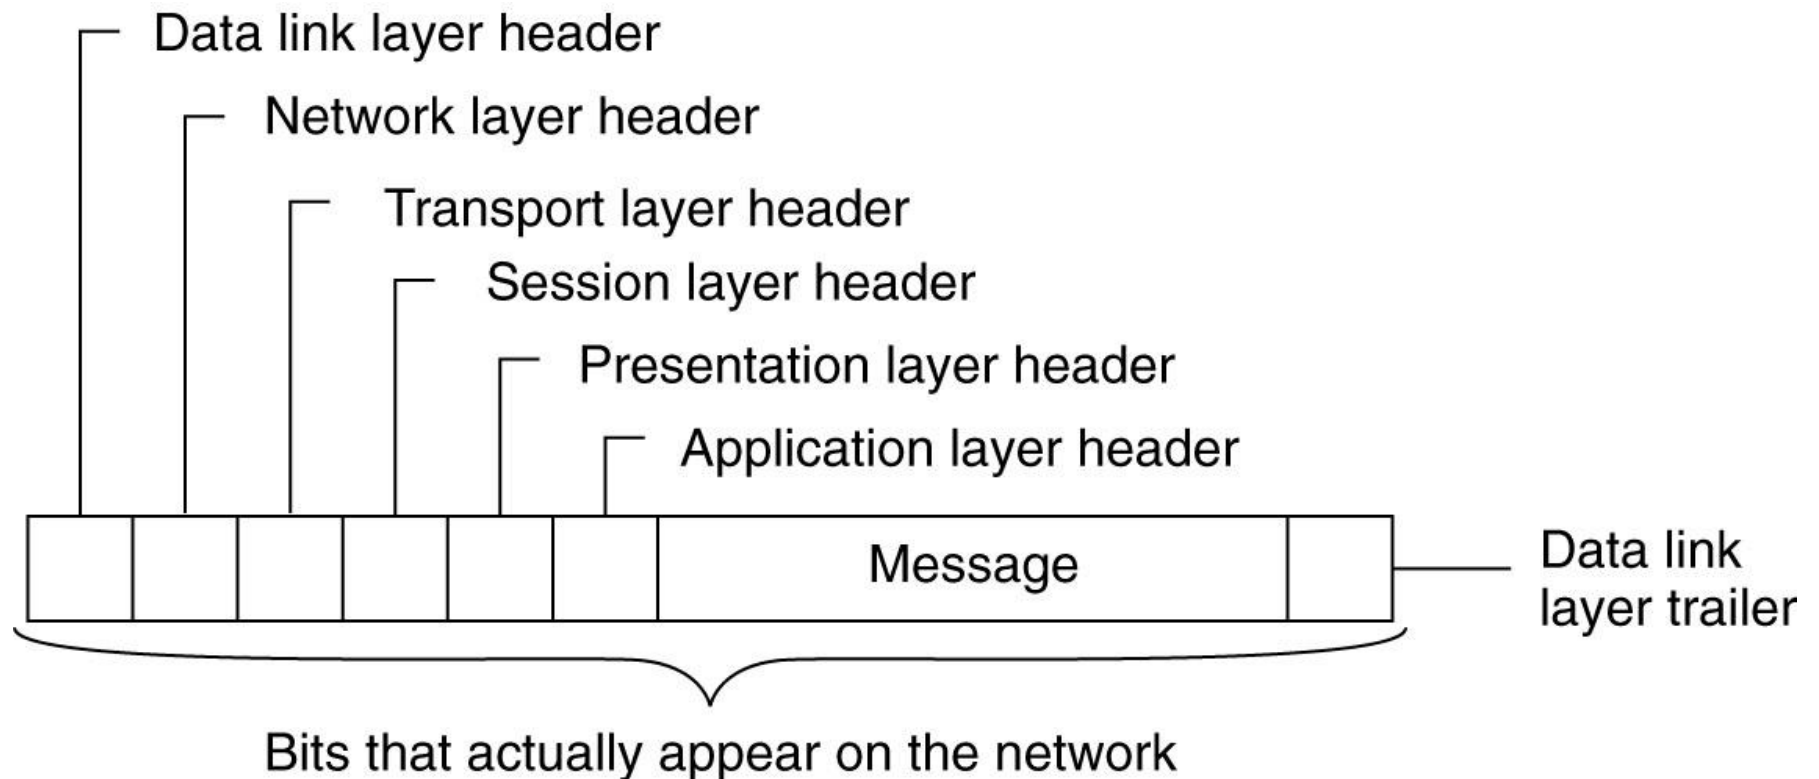 Data link layer header
Network layer header
Transport layer header
Session layer header
Presentation layer header
Application layer header
Message
Data link
layer trailer
Bits that actually appear on the network